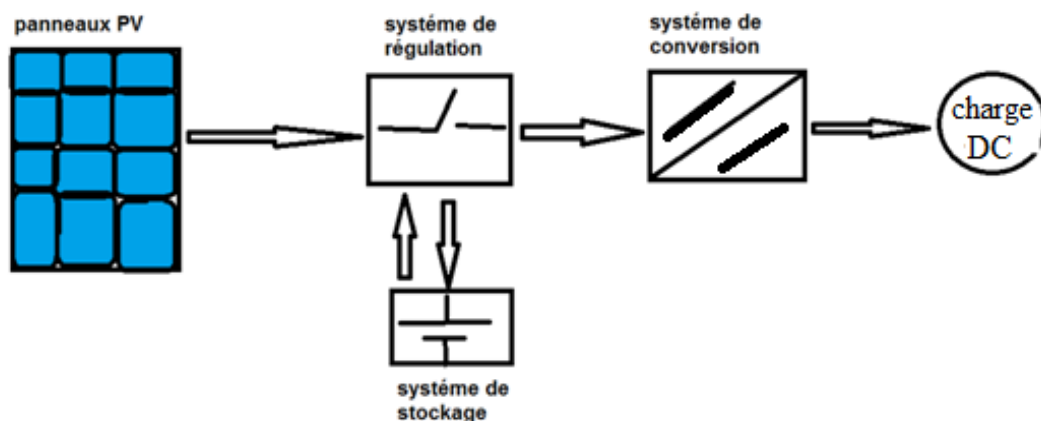 panneaux PV
systéme de
régulation
systéme de
conversion
charge
DC
systéme de
stockage